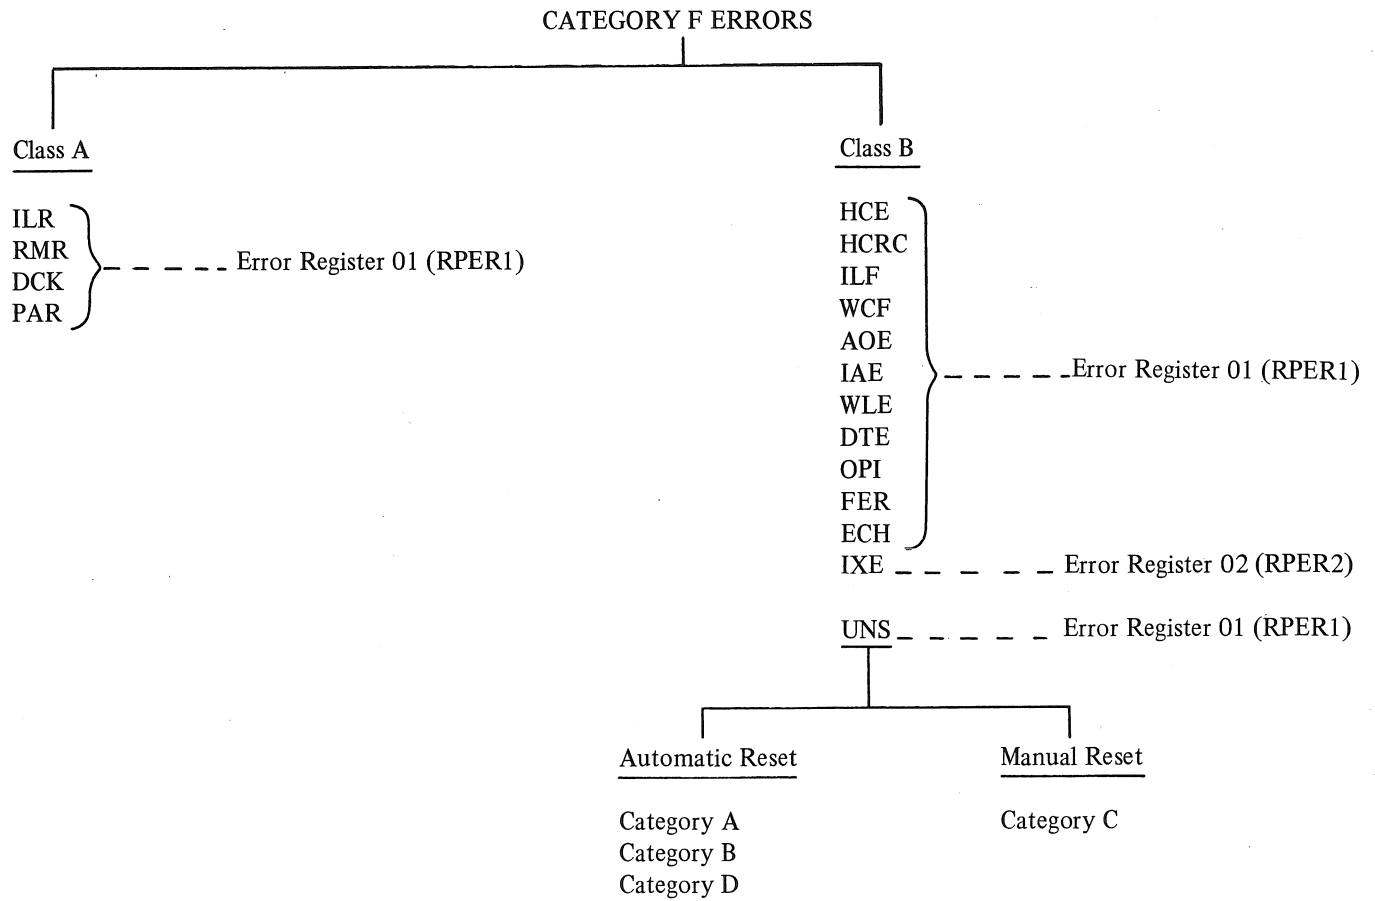 CATEGORY F ERRORS
Class A
ILR
RMR
DCK
PAR
Error Register 01 (RPER1)
Class B
HCE
HCRC
ILF
WCF
AOE
IAE
WLE
DTE
OPI
FER
ECH
Error Register 01 (RPER1)
IXE
Error Register 02 (RPER2)
UNS
Error Register 01 (RPER1)
Automatic Reset
Category A
Category B
Category D
Manual Reset
Category C